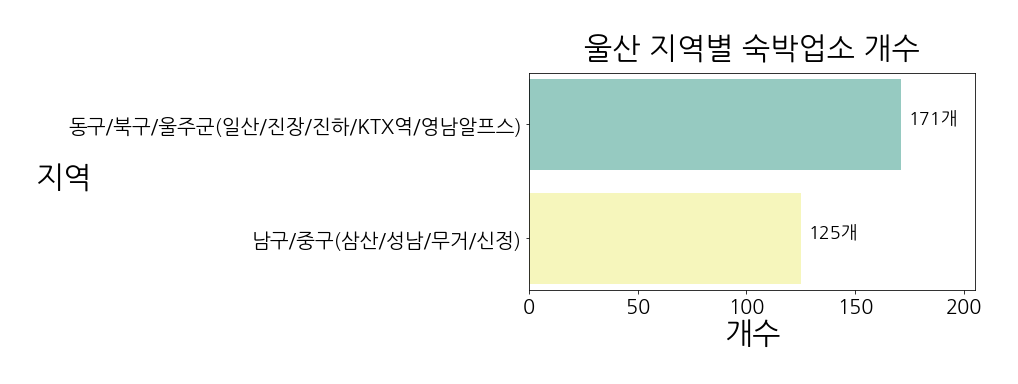 울산 지역별 숙박업소 개수
동구/북구/울주군(일산/진장/진하/KTX역/영남알프스)
171개
지역
남구/중구(삼산/성남/무거/신정)
125개
0 50 100 150 200
개수